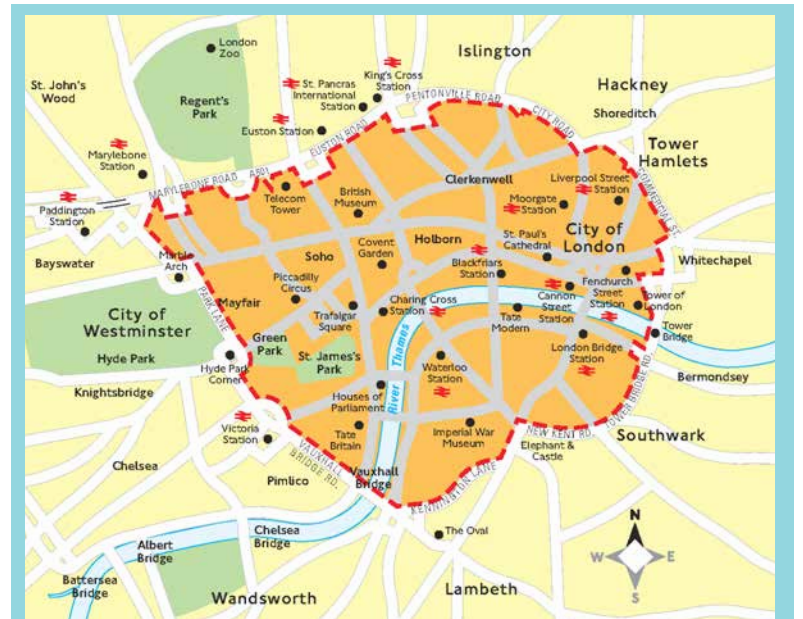 London
Zoo
Islington
King's Cross
Station
St. John's
Wood
St. Pancras
International
Station
Hackney
Regent's
Park
PENTONVILLE ROAD
Shoreditch
CITY ROAD
Euston Station
EUSTON ROAD
Tower
Hamlets
Marylebone
Station
MARYLEBONE ROAD A501
Clerkenwell
Liverpool Street
Station
COMMERCIAL ST.
Telecom
Tower
British
Museum
Moorgate
Station
Paddington
Station
City of
London
Soho
Covent
Garden
Holborn
St. Paul's
Cathedral
Bayswater
Marble
Arch
Blackfriars
Station
Whitechapel
Piccadilly
Circus
Fenchurch
Street
Station
Mayfair
Charing Cross
Station
Cannon
Street
Station
Tower of
London
City of
Westminster
PARK LANE
Trafalgar
Square
Tate
Modern
Green
Park
Tower
Bridge
Hyde Park
St. James's
Park
River Thames
London Bridge
Station
Hyde Park
Corner
Waterloo
Station
Bermondsey
Knightsbridge
Houses of
Parliament
TOWER BRIDGE RD.
Victoria
Station
Tate
Britain
Imperial War
Museum
NEW KENT RD.
Southwark
Elephant &
Castle
Chelsea
VAUXHALL
BRIDGE RD.
Pimlico
Vauxhall
Bridge
KENNINGTON LANE
N
Chelsea
Bridge
The Oval
Albert
Bridge
W
E
Battersea
Bridge
Lambeth
S
Wandsworth